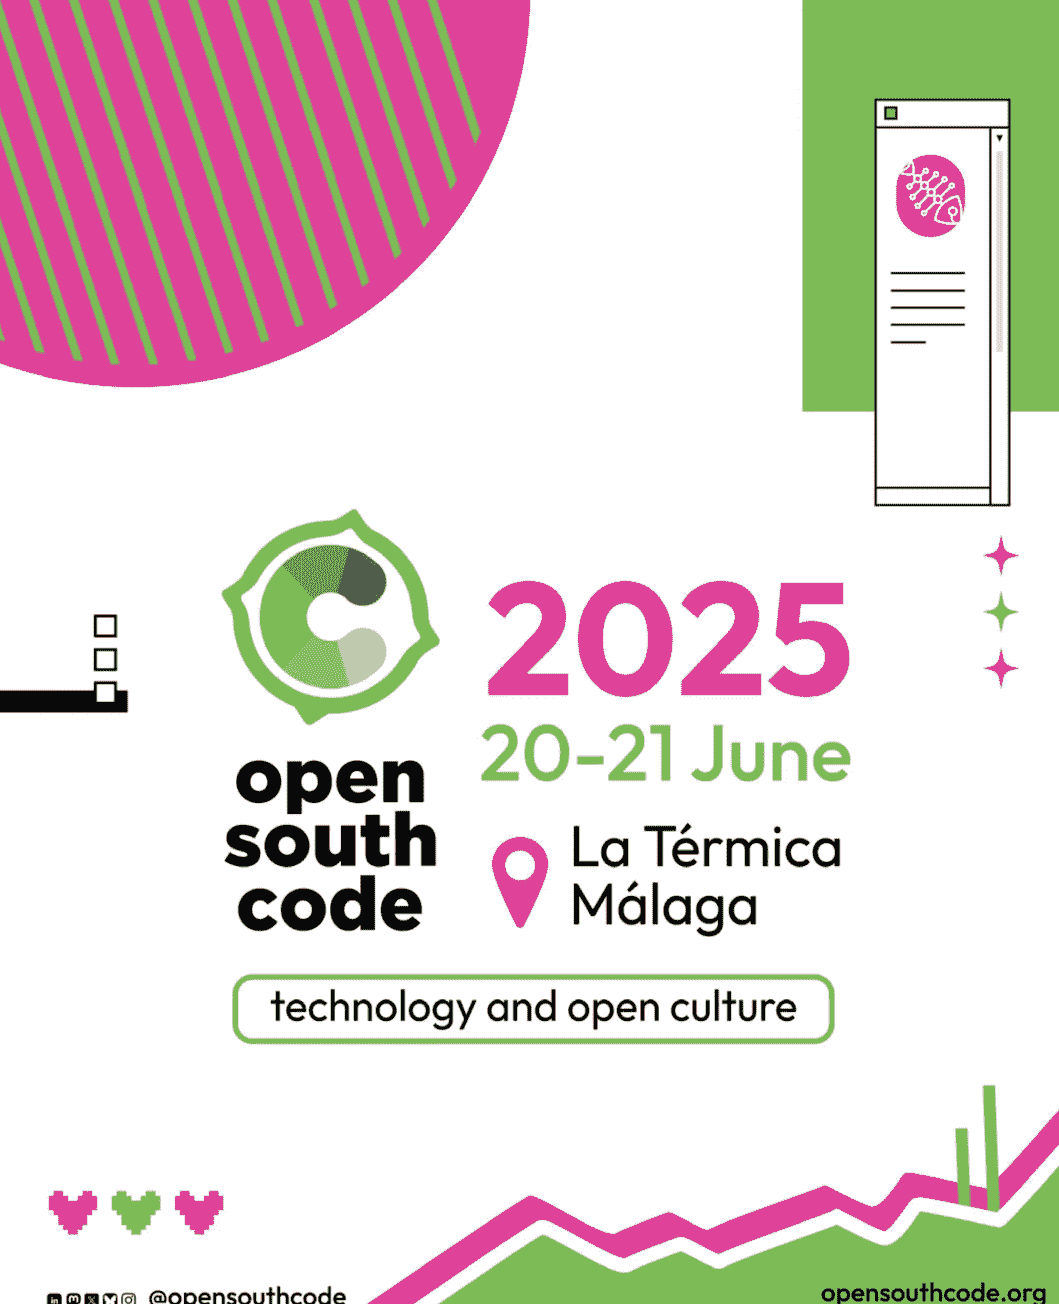 open
south
code
2025
20-21 June
La Térmica
Málaga
technology and open culture
@opensouthcode
opensouthcode.org